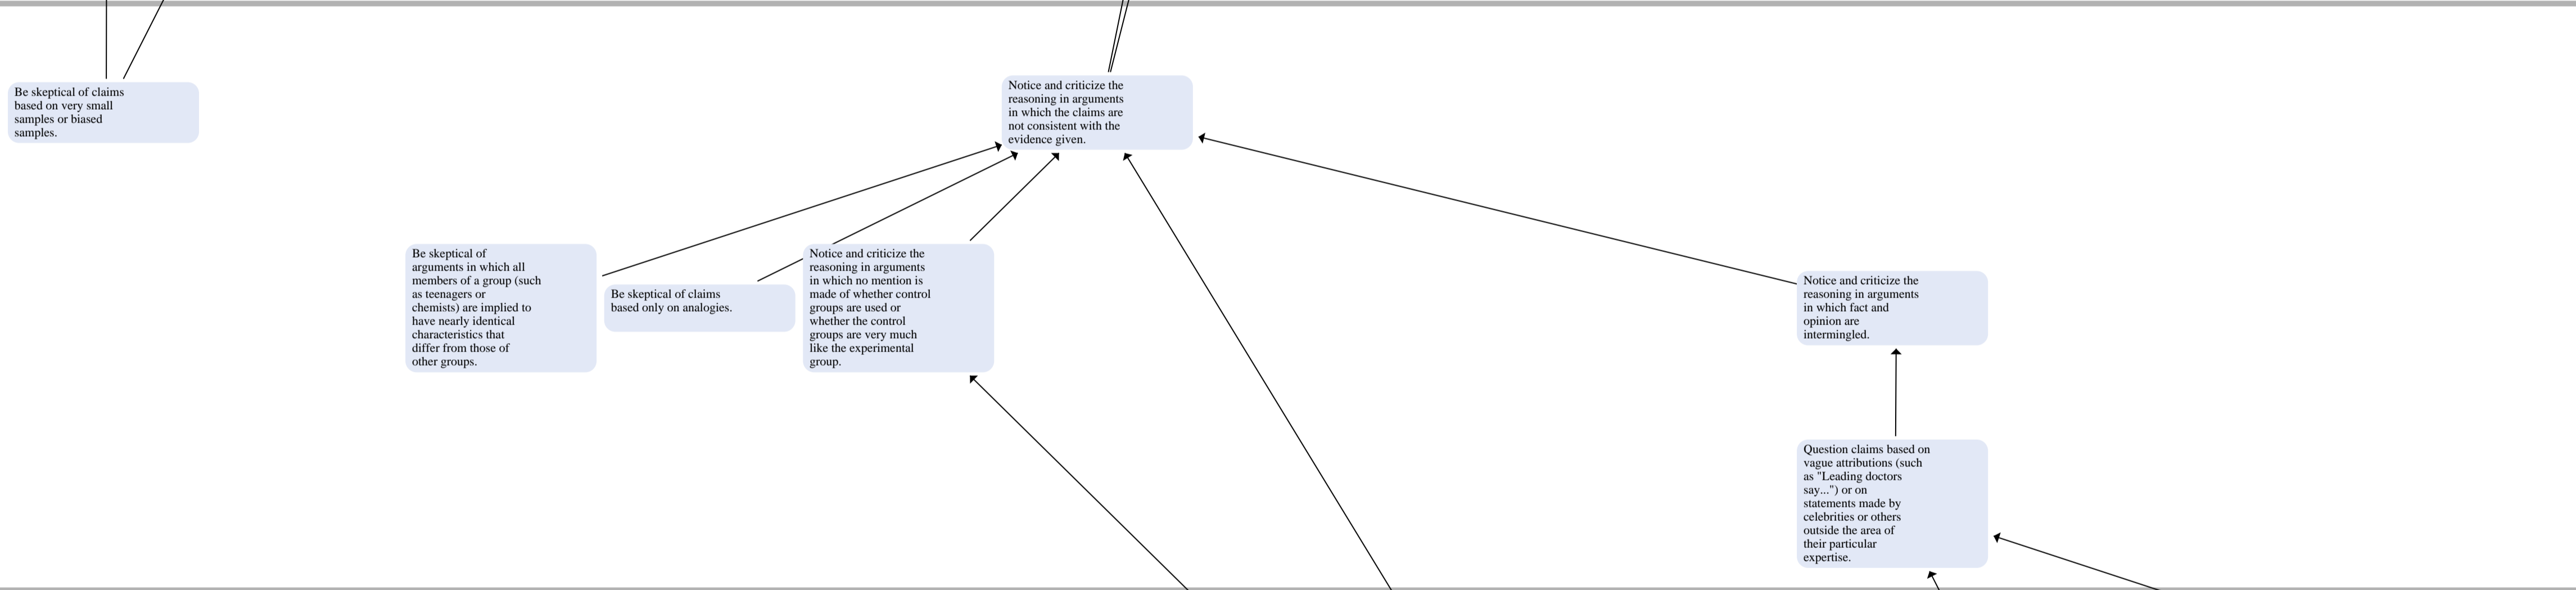 Be skeptical of claims
based on very small
samples or biased
samples.
Notice and criticize the
reasoning in arguments
in which the claims are
not consistent with the
evidence given.
Be skeptical of
arguments in which all
members of a group (such
as teenagers or
chemists) are implied to
have nearly identical
characteristics that
differ from those of
other groups.
Be skeptical of claims
based only on analogies.
Notice and criticize the
reasoning in arguments
in which no mention is
made of whether control
groups are used or
whether the control
groups are very much
like the experimental
group.
Notice and criticize the
reasoning in arguments
in which fact and
opinion are
intermingled.
Question claims based on
vague attributions (such
as "Leading doctors
say...") or on
statements made by
celebrities or others
outside the area of
their particular
expertise.